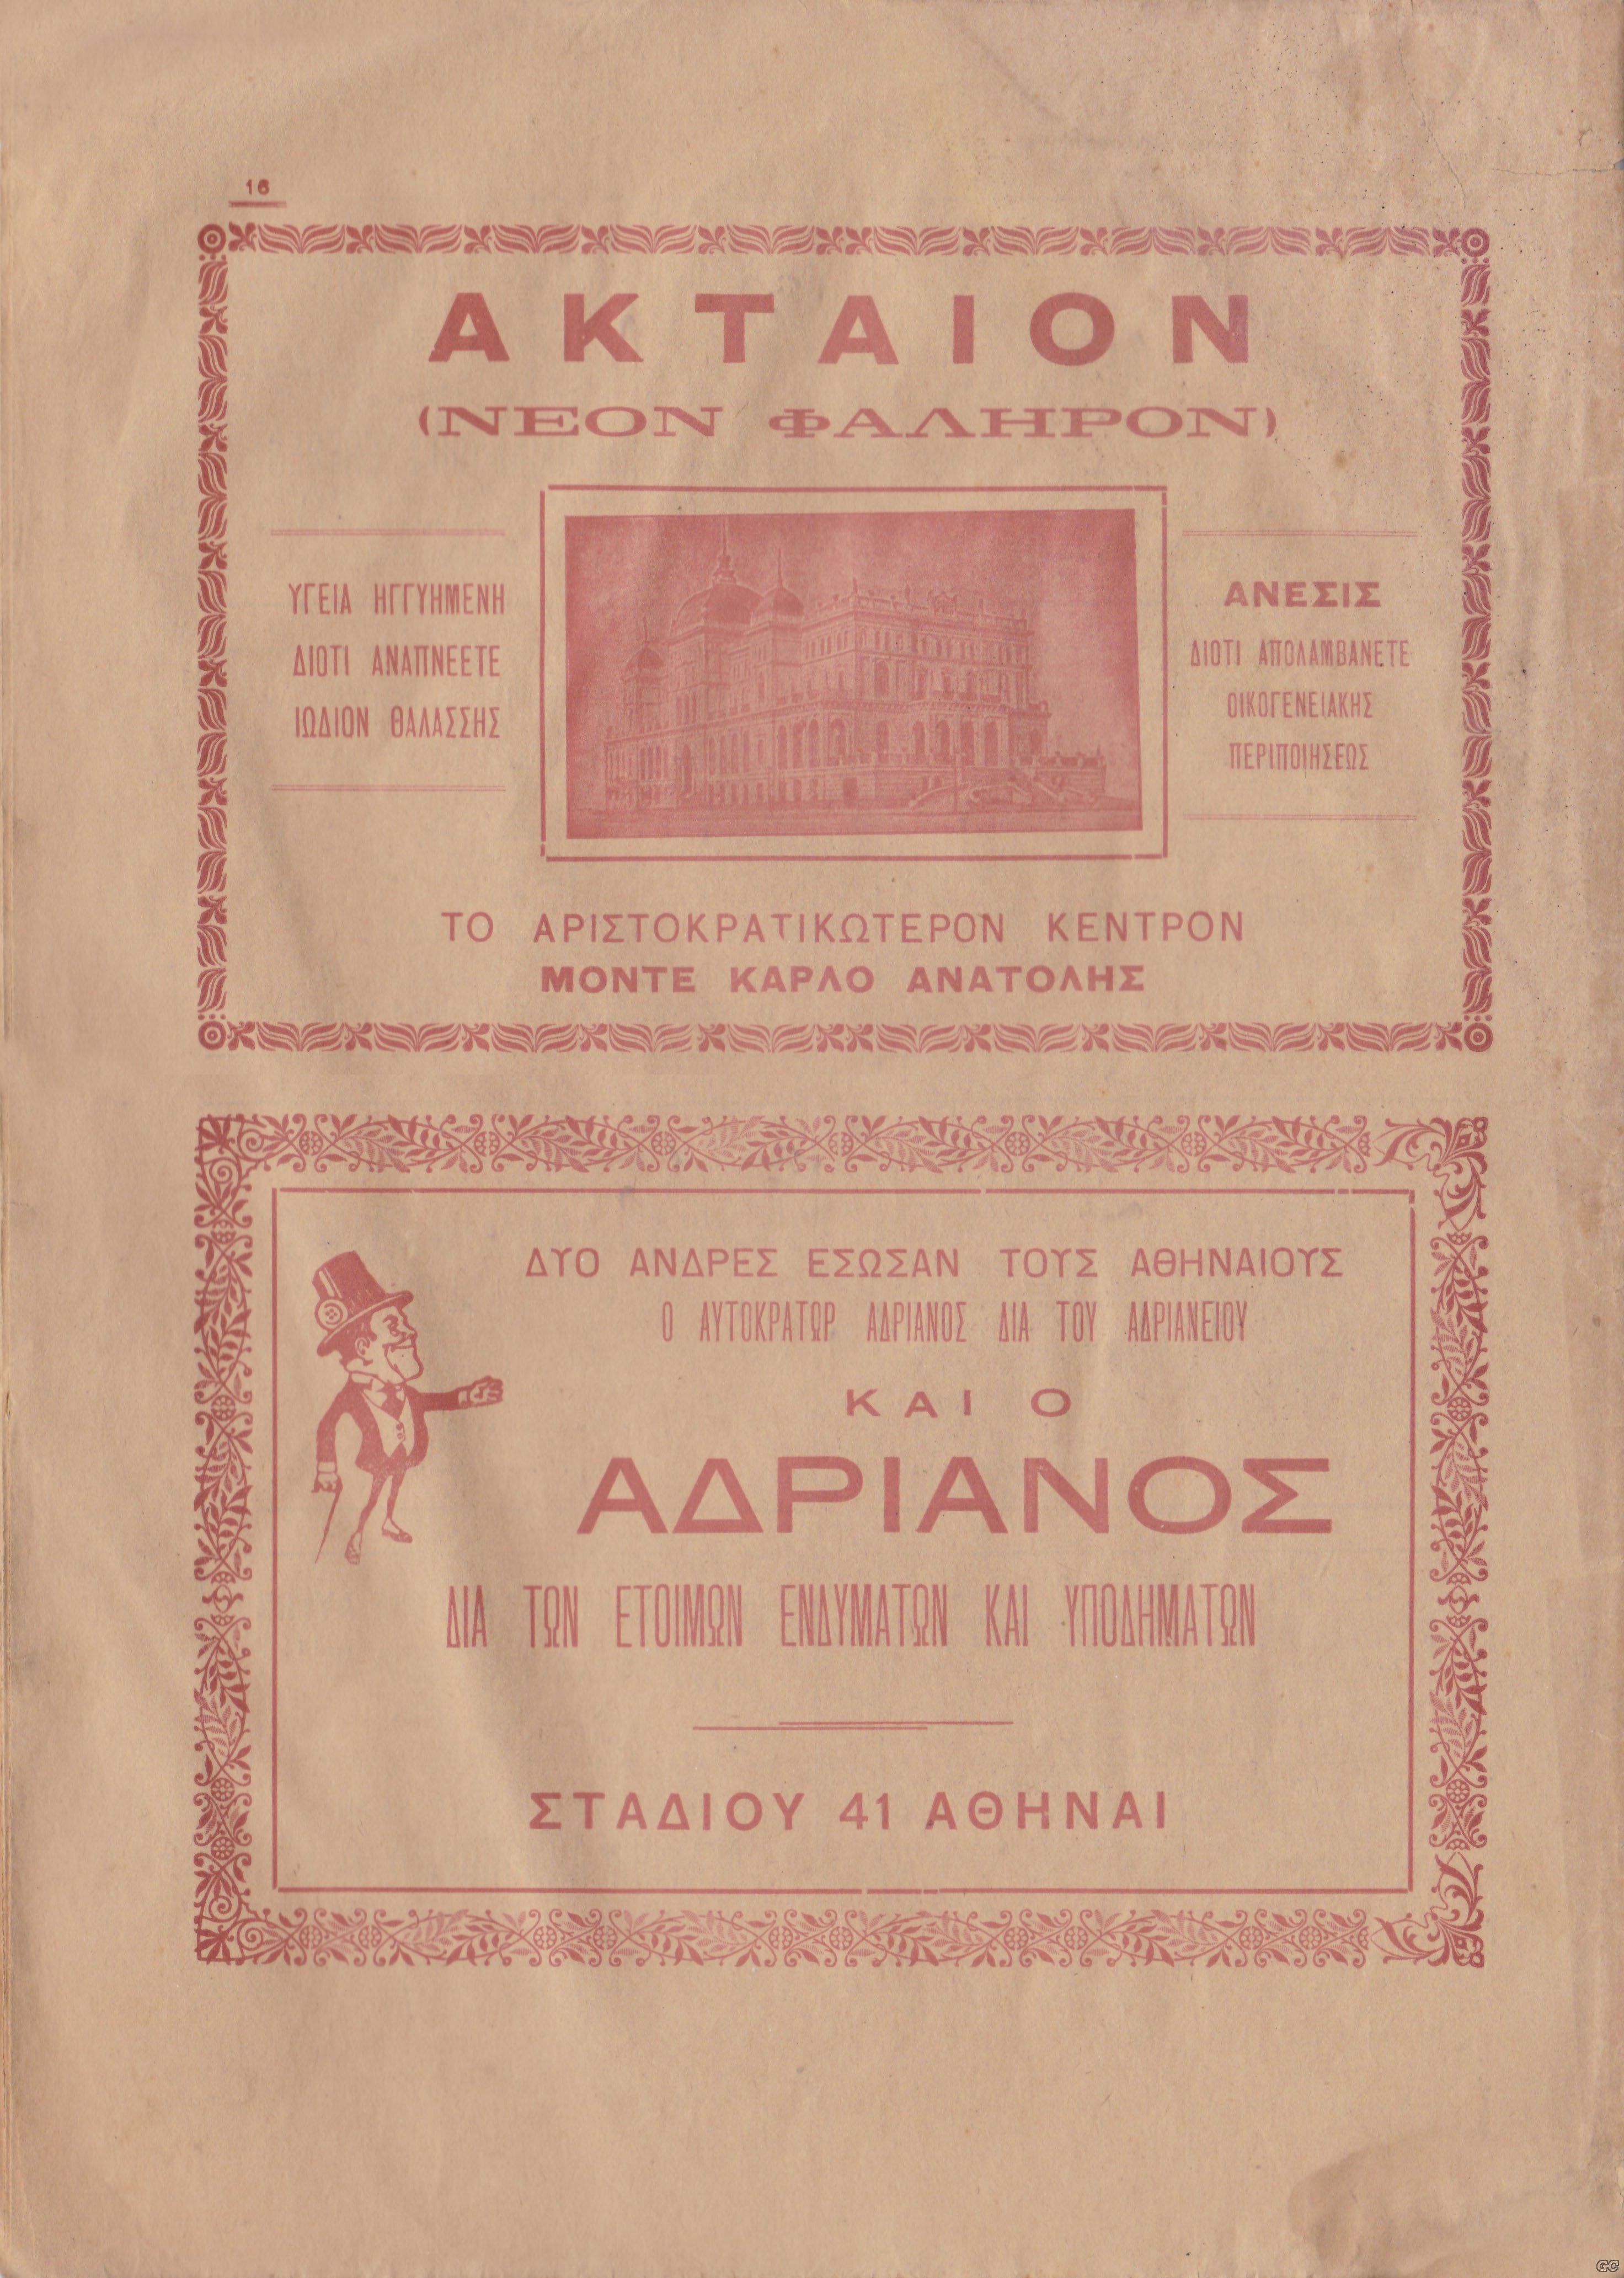 16
ΑΚΤΑΙΟΝ
(ΝΕΟΝ ΦΑΛΗΡΟΝ)
ΥΓΕΙΑ ΗΓΓΥΗΜΕΝΗ
ΔΙΟΤΙ ΑΝΑΠΝΕΕΤΕ
ΙΩΔΙΟΝ ΘΑΛΑΣΣΗΣ
ΑΝΕΣΙΣ
ΔΙΟΤΙ ΑΠΟΛΑΜΒΑΝΕΤΕ
ΟΙΚΟΓΕΝΕΙΑΚΗΣ
ΠΕΡΙΠΟΙΗΣΕΩΣ
ΤΟ ΑΡΙΣΤΟΚΡΑΤΙΚΩΤΕΡΟΝ ΚΕΝΤΡΟΝ
ΜΟΝΤΕ ΚΑΡΛΟ ΑΝΑΤΟΛΗΣ
ΔΥΟ ΑΝΔΡΕΣ ΕΣΩΣΑΝ ΤΟΥΣ ΑΘΗΝΑΙΟΥΣ
Ο ΑΥΤΟΚΡΑΤΩΡ ΑΔΡΙΑΝΟΣ ΔΙΑ ΤΟΥ ΑΔΡΙΑΝΕΙΟΥ
ΚΑΙ Ο
ΑΔΡΙΑΝΟΣ
ΔΙΑ ΤΩΝ ΕΤΟΙΜΩΝ ΕΝΔΥΜΑΤΩΝ ΚΑΙ ΥΠΟΔΗΜΑΤΩΝ
ΣΤΑΔΙΟΥ 41 ΑΘΗΝΑΙ
GC